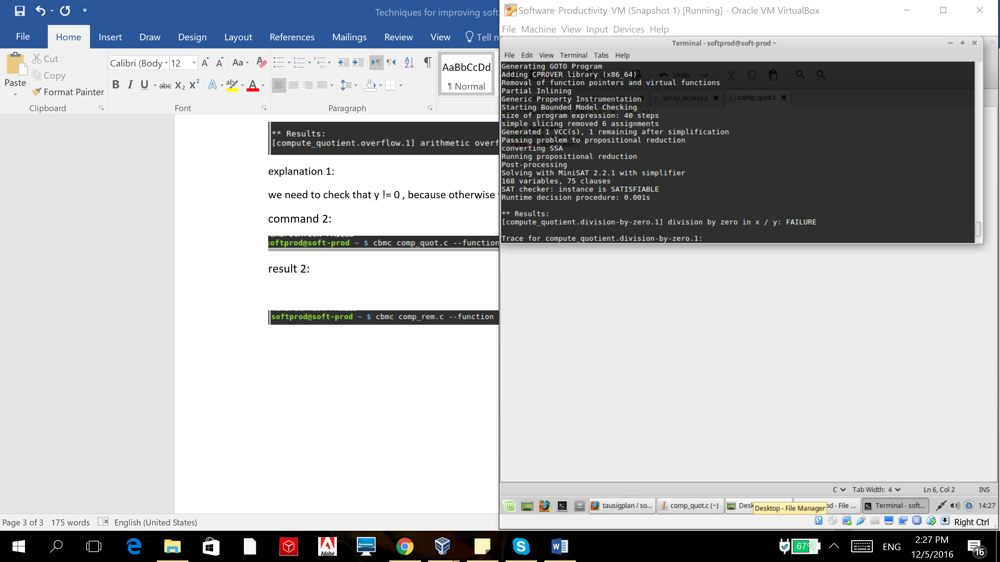 Techniques for improving soft
File
Home
Insert
Draw
Design
Layout
References
Mailings
Review
View
Tell m
Paste
Cut
Copy
Format Painter
Clipboard
Calibri (Body
12
Aa
Font
Paragraph
AaBbCcDd
¶ Normal
** Results:
[compute_quotient.overflow.1] arithmetic overf
explanation 1:
we need to check that y != 0 , because otherwise
command 2:
softprod@soft-prod ~ $ cbmc comp_quot.c --function
result 2:
softprod@soft-prod ~ $ cbmc comp_rem.c --function
Page 3 of 3 175 words English (United States)
Software-Productivity-VM (Snapshot 1) [Running] - Oracle VM VirtualBox
File Machine View Input Devices Help
Terminal - softprod@soft-prod ~
File Edit View Terminal Tabs Help
Undo
array_access.c
comp_quot.c
Generating GOTO Program
Adding CPROVER library (x86_64)
Removal of function pointers and virtual functions
Partial Inlining
Generic Property Instrumentation
Starting Bounded Model Checking
size of program expression: 40 steps
simple slicing removed 6 assignments
Generated 1 VCC(s), 1 remaining after simplification
Passing problem to propositional reduction
converting SSA
Running propositional reduction
Post-processing
Solving with MiniSAT 2.2.1 with simplifier
168 variables, 75 clauses
SAT checker: instance is SATISFIABLE
Runtime decision procedure: 0.001s
** Results:
[compute_quotient.division-by-zero.1] division by zero in x / y: FAILURE
Trace for compute_quotient.division-by-zero.1:
C Tab Width: 4 Ln 6, Col 2 INS
tausigplan / so...
comp_quot.c (~)
Desk
od - File ...
Terminal - soft...
14:27
Desktop - File Manager
Right Ctrl
Adobe
lenovo
67%
ENG
2:27 PM
12/5/2016
16